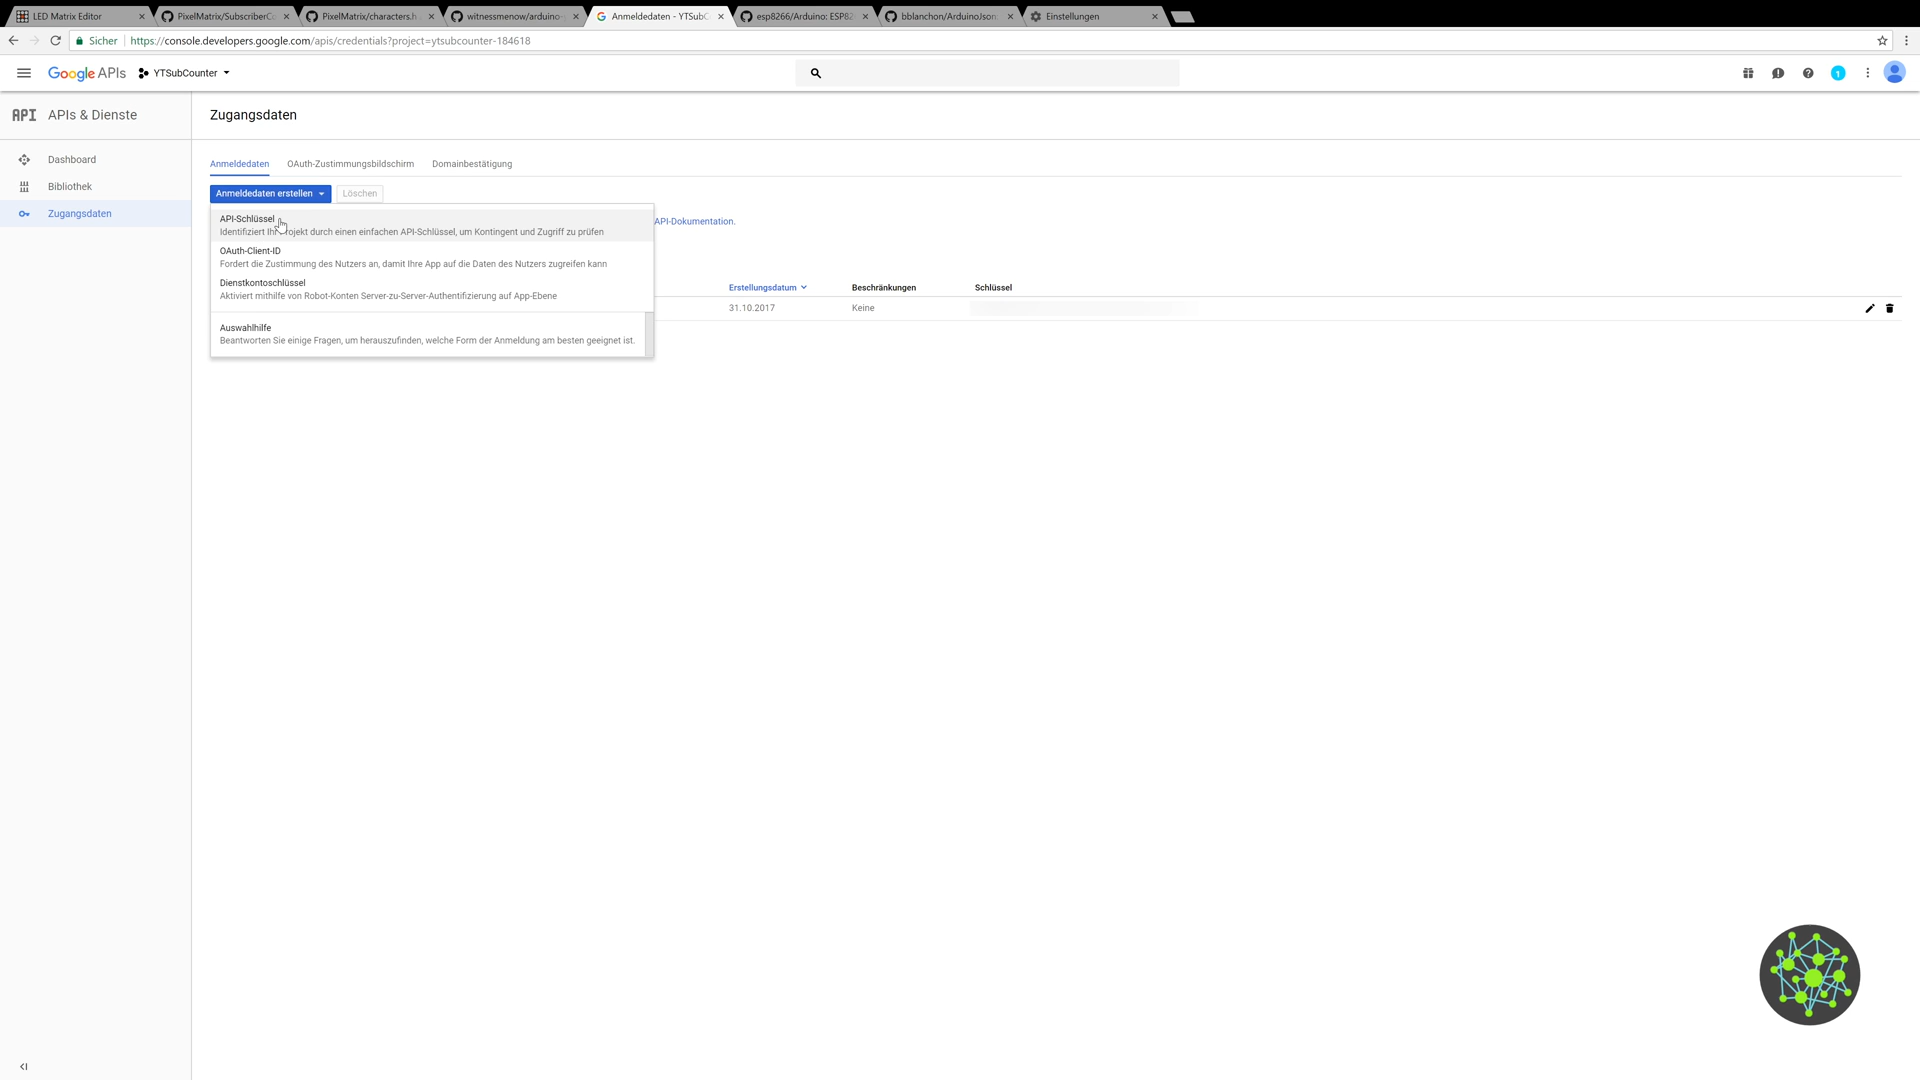 LED Matrix Editor
PixelMatrix/SubscriberCo
PixelMatrix/characters.h
witnessmenow/arduino-
Anmeldedaten - YTSubC
esp8266/Arduino: ESP82
bblanchon/ArduinoJson
Einstellungen
Sicher
https://console.developers.google.com/apis/credentials?project=ytsubcounter-184618
Google APIs
YTSubCounter
1
API
APIs & Dienste
Dashboard
Bibliothek
Zugangsdaten
Zugangsdaten
Anmeldedaten
OAuth-Zustimmungsbildschirm
Domainbestätigung
Anmeldedaten erstellen
Löschen
API-Schlüssel
Identifiziert Ihr Projekt durch einen einfachen API-Schlüssel, um Kontingent und Zugriff zu prüfen
API-Dokumentation.
OAuth-Client-ID
Fordert die Zustimmung des Nutzers an, damit Ihre App auf die Daten des Nutzers zugreifen kann
Dienstkontoschlüssel
Aktiviert mithilfe von Robot-Konten Server-zu-Server-Authentifizierung auf App-Ebene
Auswahlhilfe
Beantworten Sie einige Fragen, um herauszufinden, welche Form der Anmeldung am besten geeignet ist.
Erstellungsdatum
Beschränkungen
Schlüssel
31.10.2017
Keine